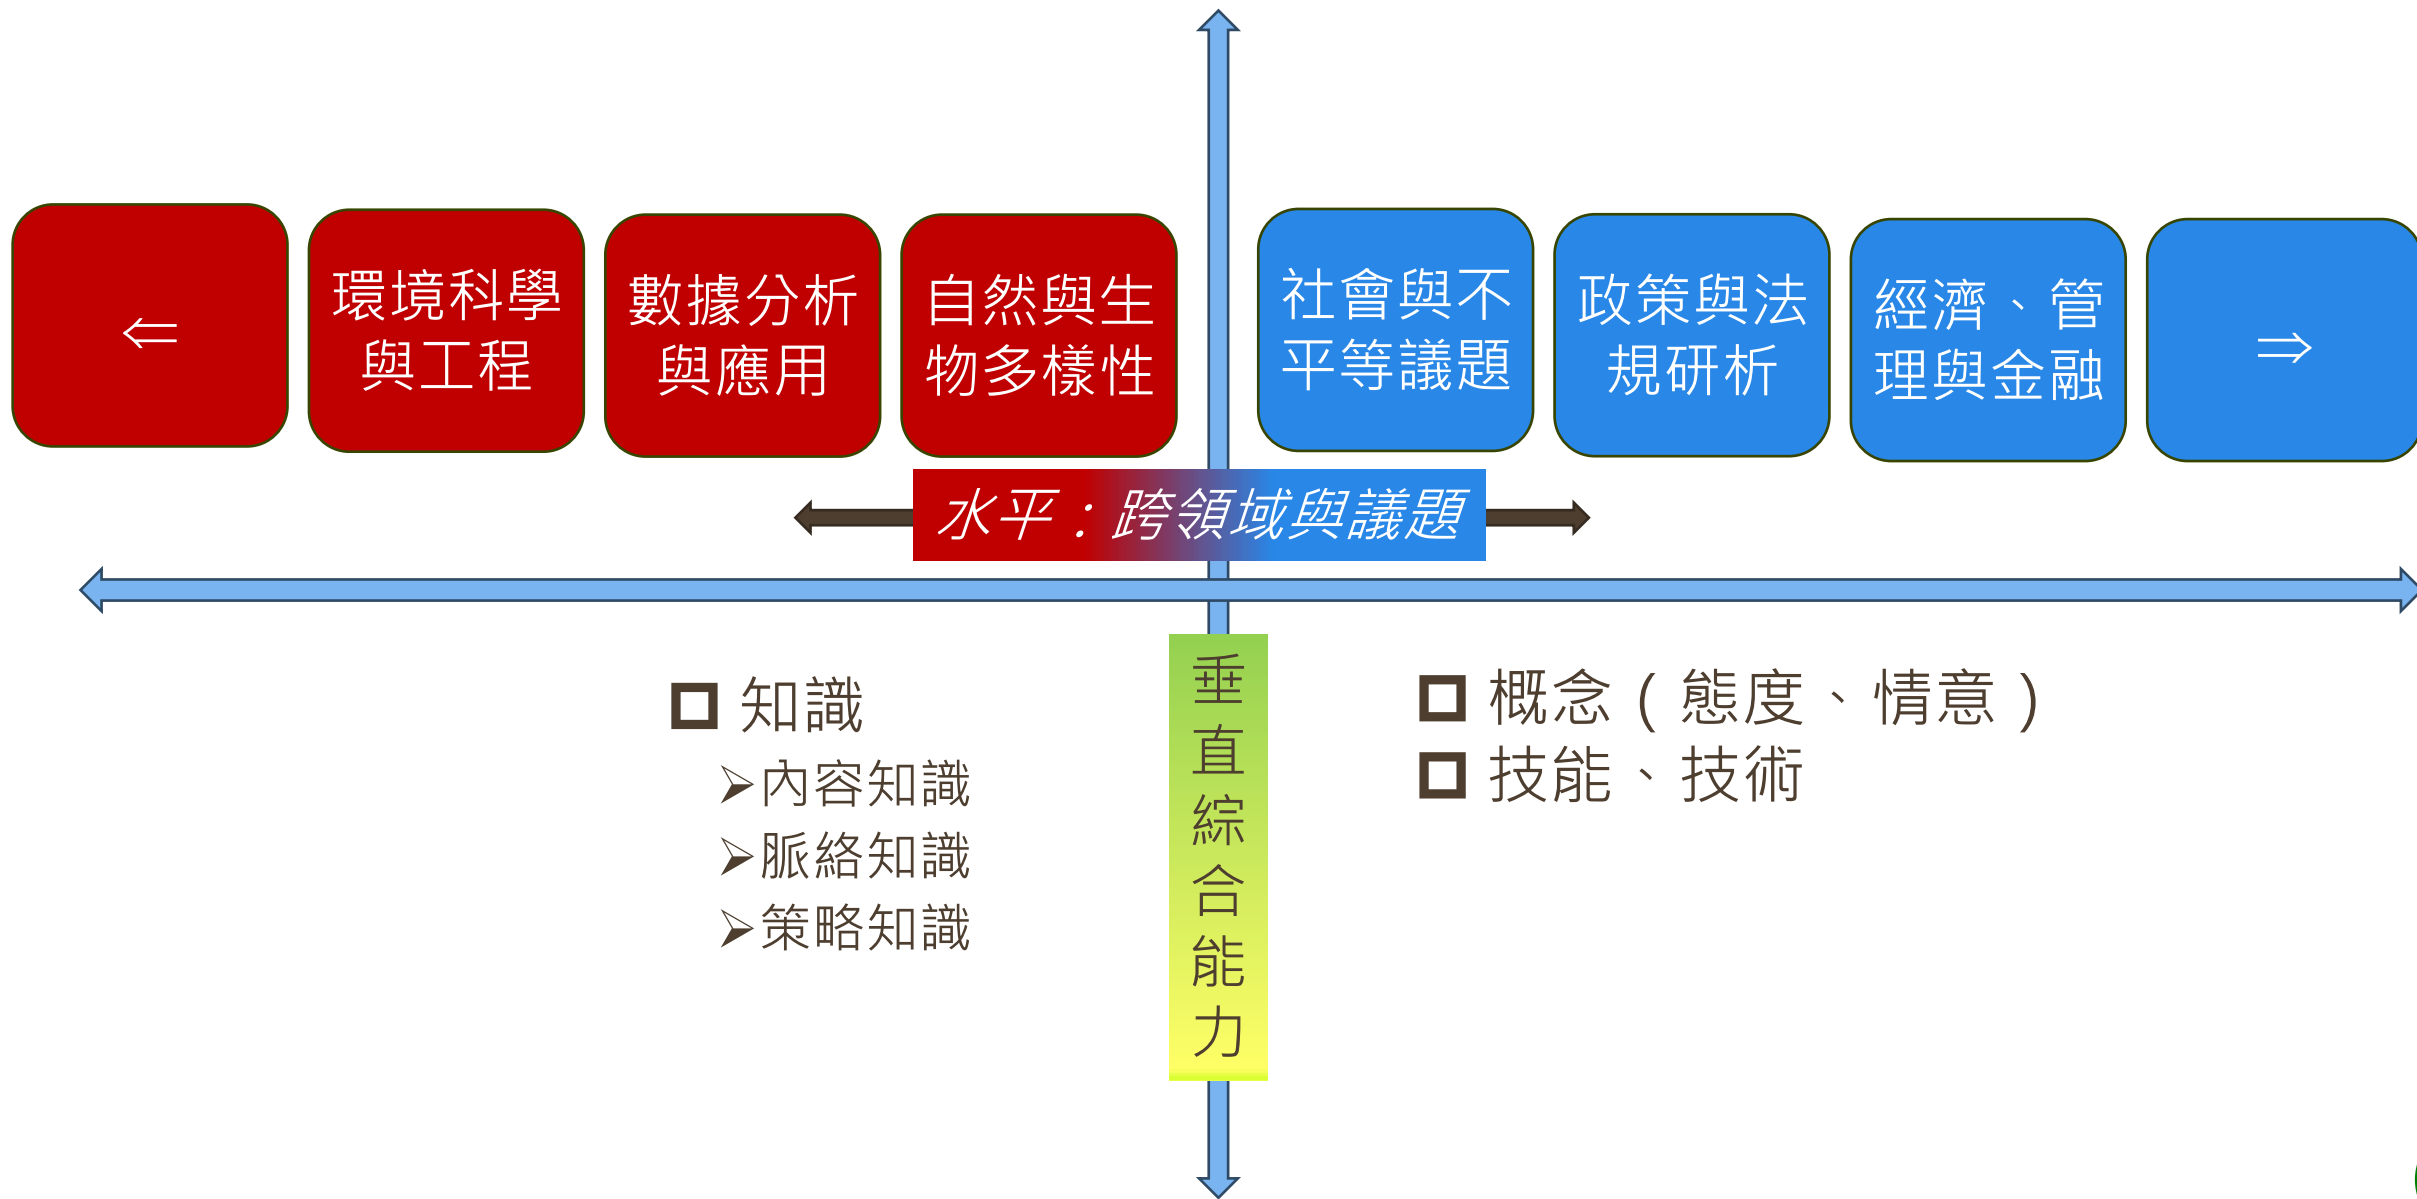 ⇐
環境科學
與工程
數據分析
與應用
自然與生
物多樣性
社會與不
平等議題
政策與法
規研析
經濟、管
理與金融
⇒
水平：跨領域與議題
垂
直
綜
合
能
力
知識
內容知識
脈絡知識
策略知識
概念（態度、情意）
技能、技術